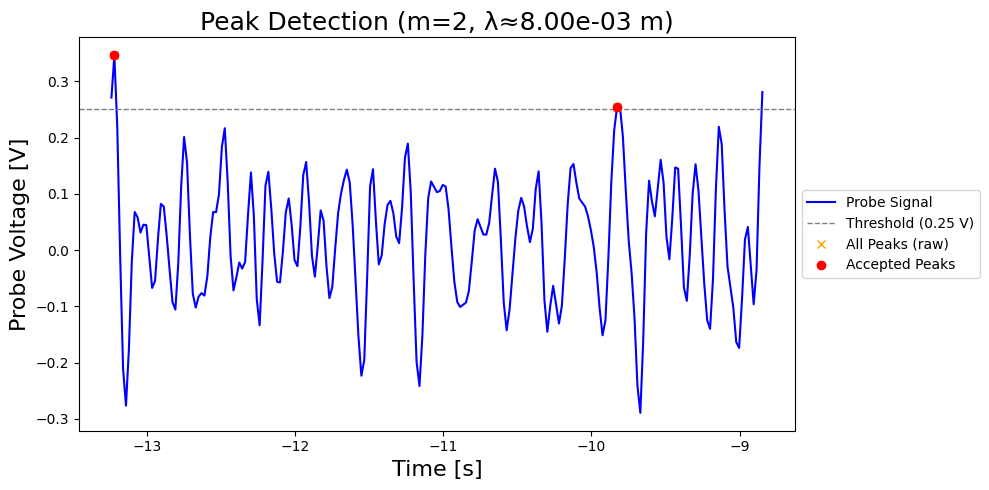 Peak Detection (m=2, λ≈8.00e-03 m)
Probe Voltage [V]
0.3
0.2
0.1
0.0
−0.1
−0.2
−0.3
−13
−12
−11
−10
−9
Time [s]
Probe Signal
Threshold (0.25 V)
All Peaks (raw)
Accepted Peaks